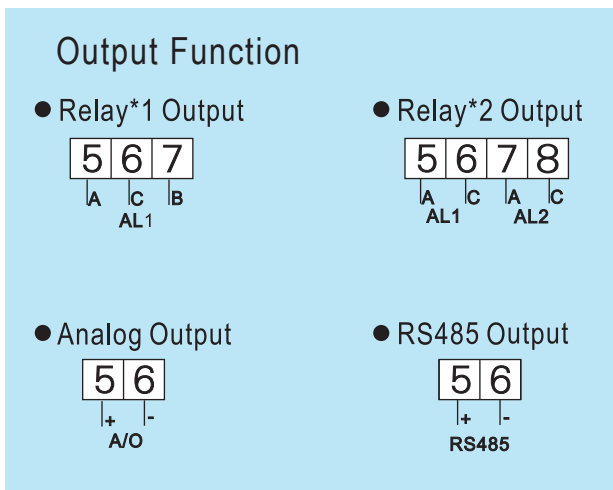 Output Function
● Relay*1 Output
5 6 7
A C B
AL1
● Relay*2 Output
5 6 7 8
A C A C
AL1 AL2
● Analog Output
5 6
+ -
A/O
● RS485 Output
5 6
+ -
RS485